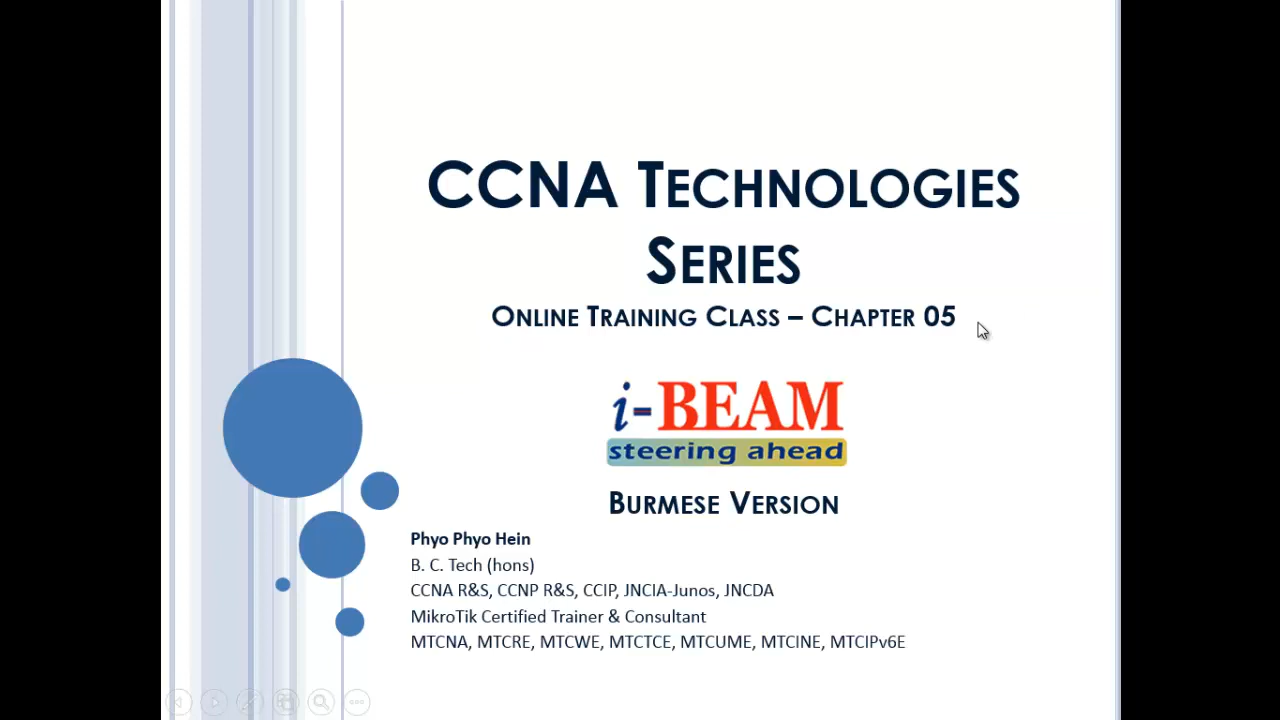 CCNA Technologies
Series
Online Training Class – Chapter 05
i-BEAM
steering ahead
Burmese Version
Phyo Phyo Hein
B. C. Tech (hons)
CCNA R&S, CCNP R&S, CCIP, JNCIA-Junos, JNCDA
MikroTik Certified Trainer & Consultant
MTCNA, MTCRE, MTCWE, MTCTCE, MTCUME, MTCINE, MTCIPv6E